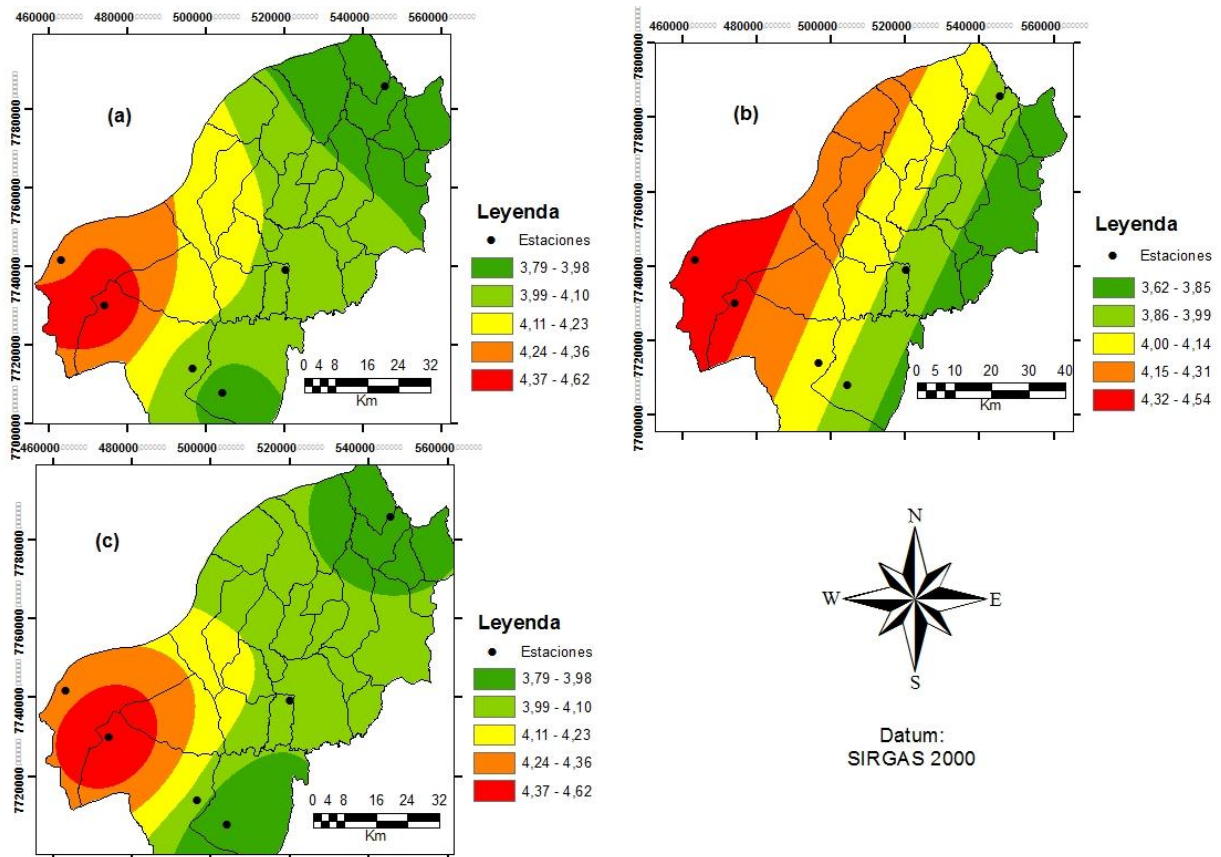 460000 480000 500000 520000 540000 560000
7780000
7760000
7740000
7720000
7700000
(a)
Leyenda
Estaciones
3,79 - 3,98
3,99 - 4,10
4,11 - 4,23
4,24 - 4,36
4,37 - 4,62
0 4 8 16 24 32
Km
460000 480000 500000 520000 540000 560000
7800000
7780000
7760000
7740000
7720000
7700000
(b)
Leyenda
Estaciones
3,62 - 3,85
3,86 - 3,99
4,00 - 4,14
4,15 - 4,31
4,32 - 4,54
0 5 10 20 30 40
Km
460000 480000 500000 520000 540000 560000
7780000
7760000
7740000
7720000
(c)
Leyenda
Estaciones
3,79 - 3,98
3,99 - 4,10
4,11 - 4,23
4,24 - 4,36
4,37 - 4,62
0 4 8 16 24 32
Km
N
W E
S
Datum:
SIRGAS 2000